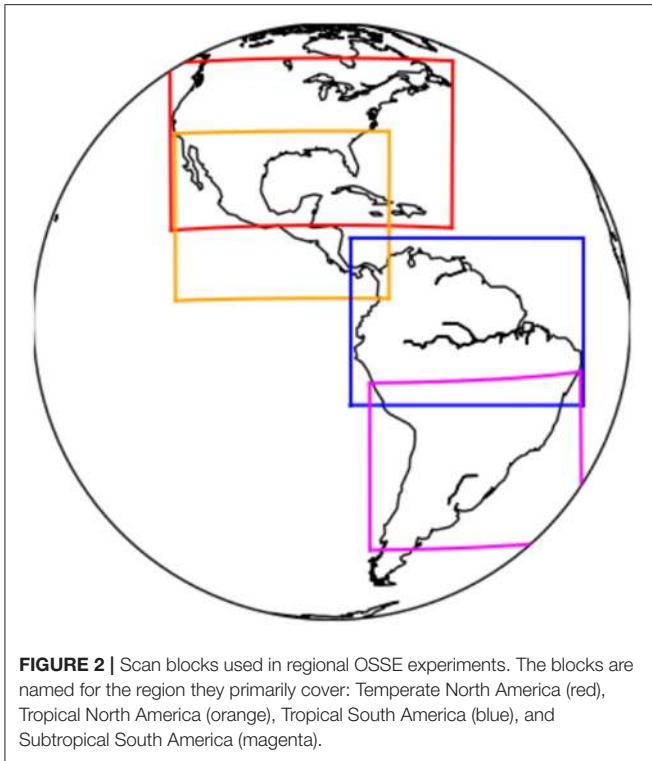 FIGURE 2 | Scan blocks used in regional OSSE experiments. The blocks are
named for the region they primarily cover: Temperate North America (red),
Tropical North America (orange), Tropical South America (blue), and
Subtropical South America (magenta).